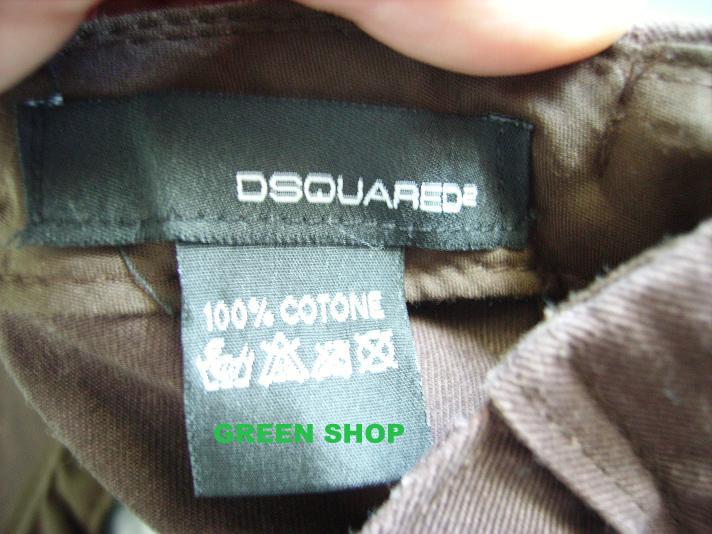 DSQUARED²
100% COTONE
GREEN SHOP